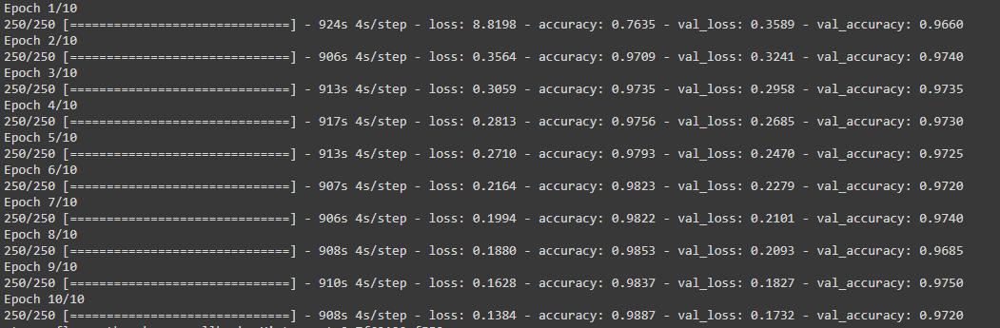 Epoch 1/10
250/250 [==============================] - 924s 4s/step - loss: 8.8198 - accuracy: 0.7635 - val_loss: 0.3589 - val_accuracy: 0.9660
Epoch 2/10
250/250 [==============================] - 906s 4s/step - loss: 0.3564 - accuracy: 0.9709 - val_loss: 0.3241 - val_accuracy: 0.9740
Epoch 3/10
250/250 [==============================] - 913s 4s/step - loss: 0.3059 - accuracy: 0.9735 - val_loss: 0.2958 - val_accuracy: 0.9735
Epoch 4/10
250/250 [==============================] - 917s 4s/step - loss: 0.2813 - accuracy: 0.9756 - val_loss: 0.2685 - val_accuracy: 0.9730
Epoch 5/10
250/250 [==============================] - 913s 4s/step - loss: 0.2710 - accuracy: 0.9793 - val_loss: 0.2470 - val_accuracy: 0.9725
Epoch 6/10
250/250 [==============================] - 907s 4s/step - loss: 0.2164 - accuracy: 0.9823 - val_loss: 0.2279 - val_accuracy: 0.9720
Epoch 7/10
250/250 [==============================] - 906s 4s/step - loss: 0.1994 - accuracy: 0.9822 - val_loss: 0.2101 - val_accuracy: 0.9740
Epoch 8/10
250/250 [==============================] - 908s 4s/step - loss: 0.1880 - accuracy: 0.9853 - val_loss: 0.2093 - val_accuracy: 0.9685
Epoch 9/10
250/250 [==============================] - 910s 4s/step - loss: 0.1628 - accuracy: 0.9837 - val_loss: 0.1827 - val_accuracy: 0.9750
Epoch 10/10
250/250 [==============================] - 908s 4s/step - loss: 0.1384 - accuracy: 0.9887 - val_loss: 0.1732 - val_accuracy: 0.9720